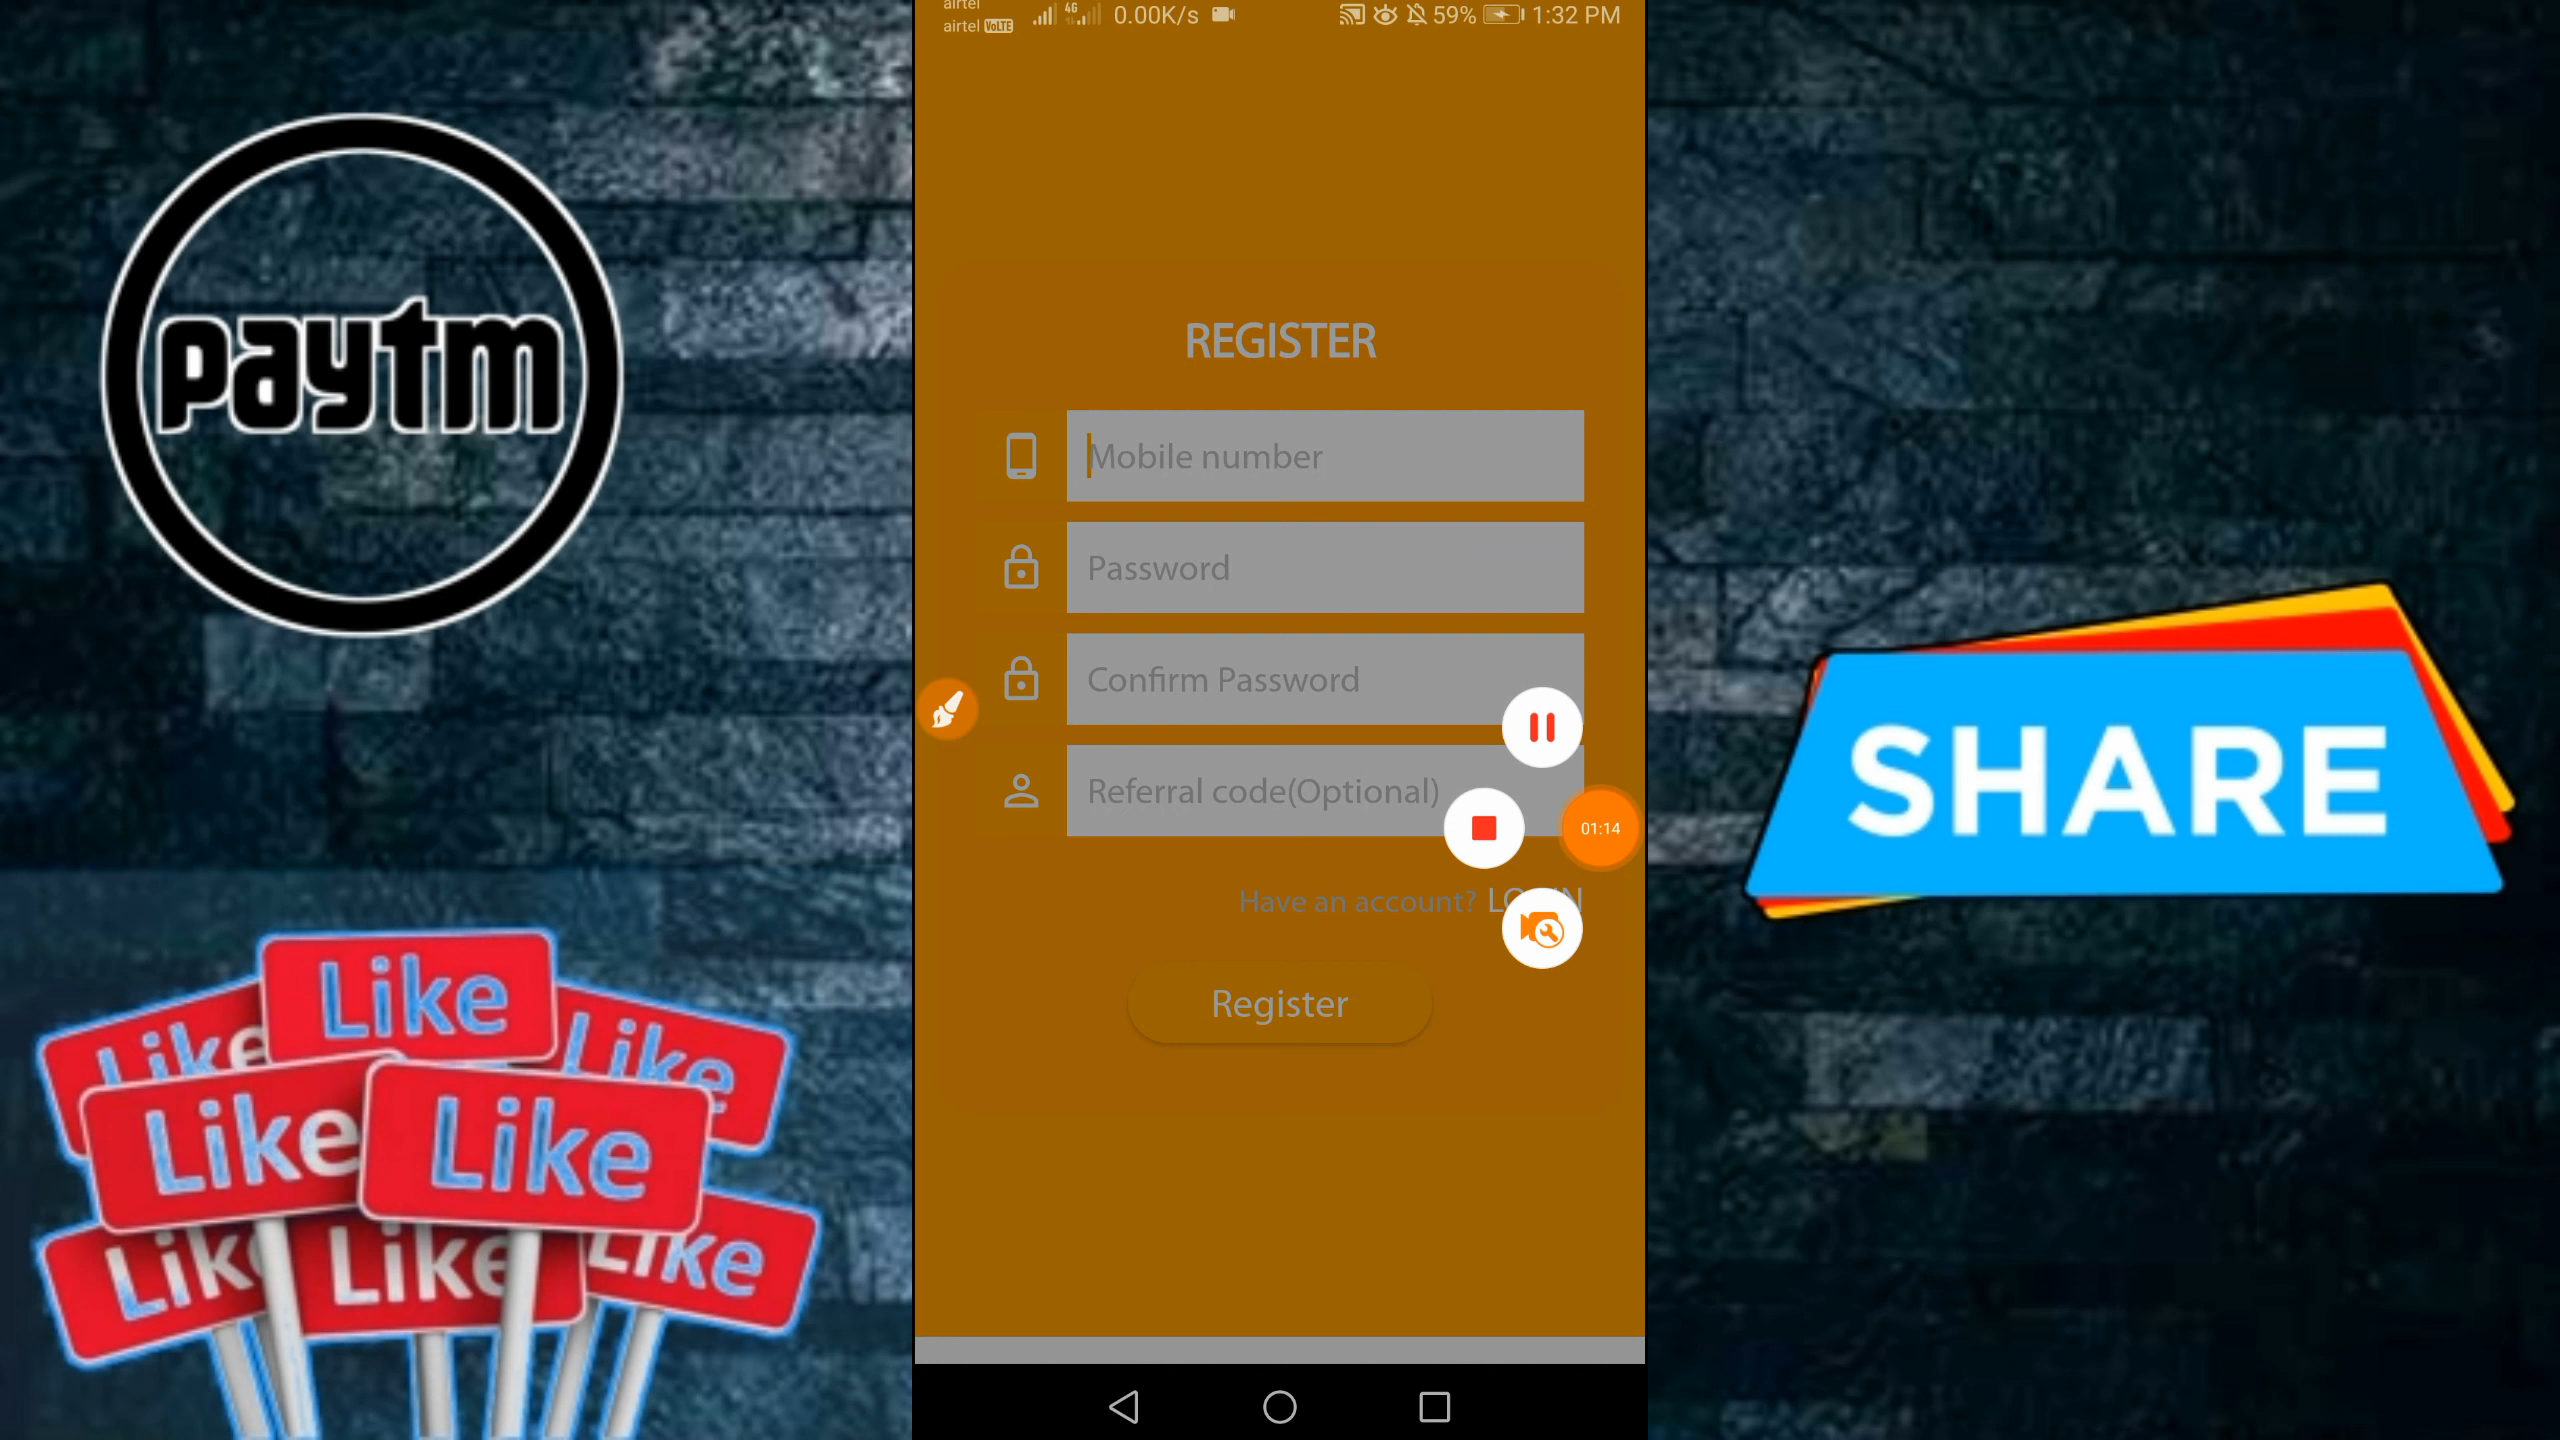 airtel
airtel VoLTE 4G 0.00K/s 59% 1:32 PM
paytm
REGISTER
Mobile number
Password
Confirm Password
Referral code(Optional)
01:14
Have an account?
Register
SHARE
Like
Like
Like
Like
Like
Like
Like
Like